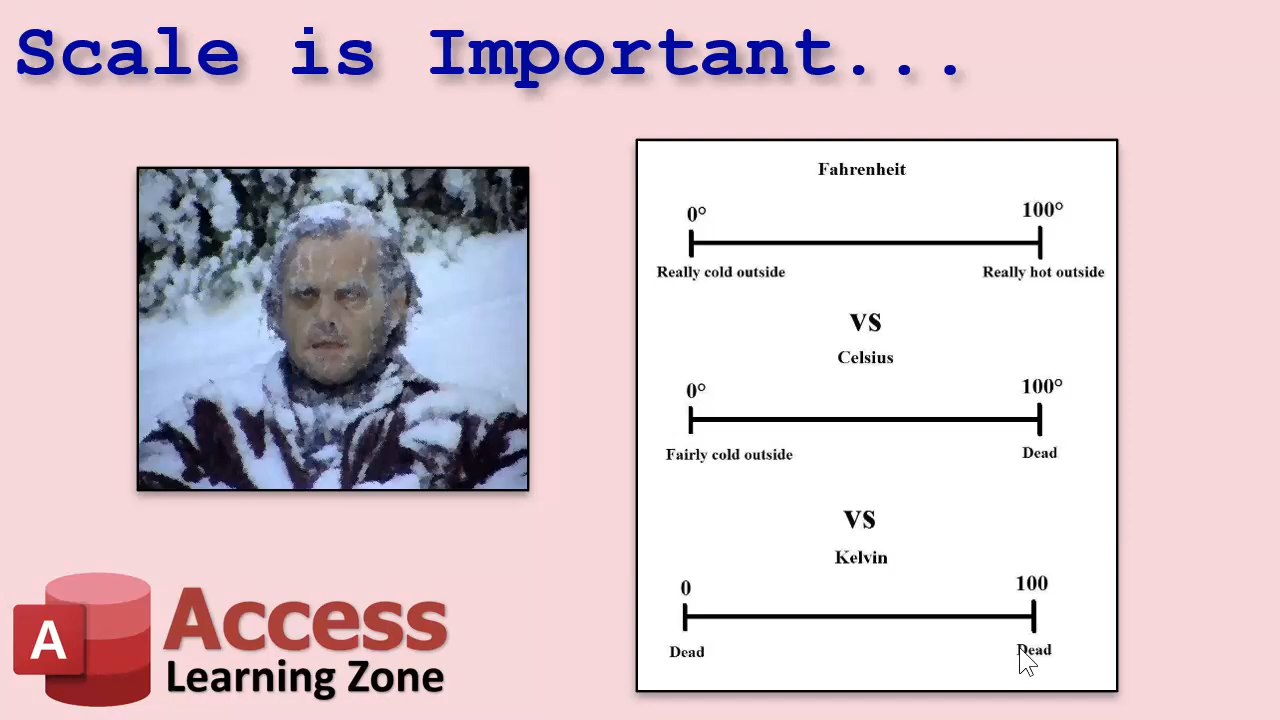 Scale is Important...
Fahrenheit
0° 100°
Really cold outside Really hot outside
vs
Celsius
0° 100°
Fairly cold outside Dead
vs
Kelvin
0 100
Dead Dead
A Access
Learning Zone